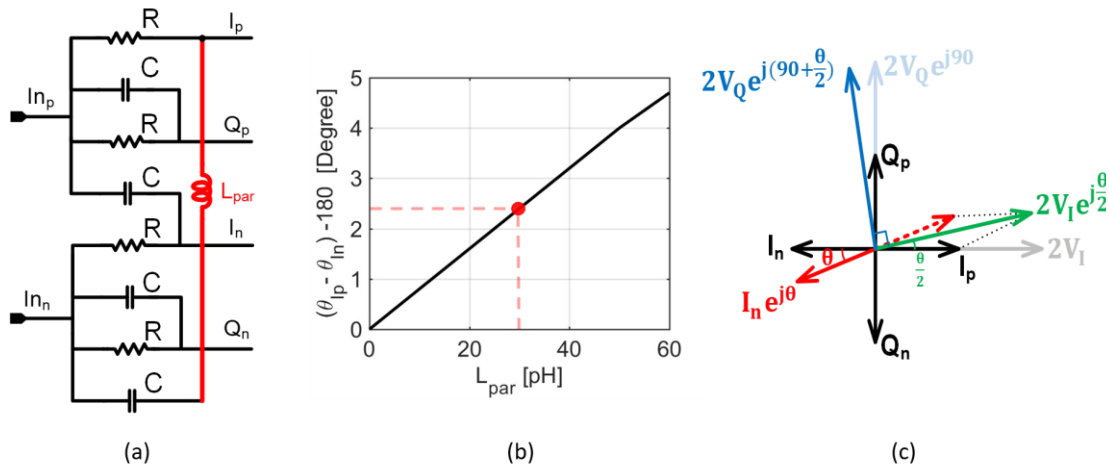 R
I_p
C
In_p
R
Q_p
C
L_par
R
I_n
C
In_n
R
Q_n
C
(a)
(θ_Ip - θ_In) -180 [Degree]
5
4
3
2
1
0
0
20
40
60
L_par [pH]
(b)
2V_Q e^j(90+θ/2)
2V_Q e^j90
Q_p
2V_I e^jθ/2
I_n
θ
θ/2
I_p
2V_I
I_n e^jθ
Q_n
(c)